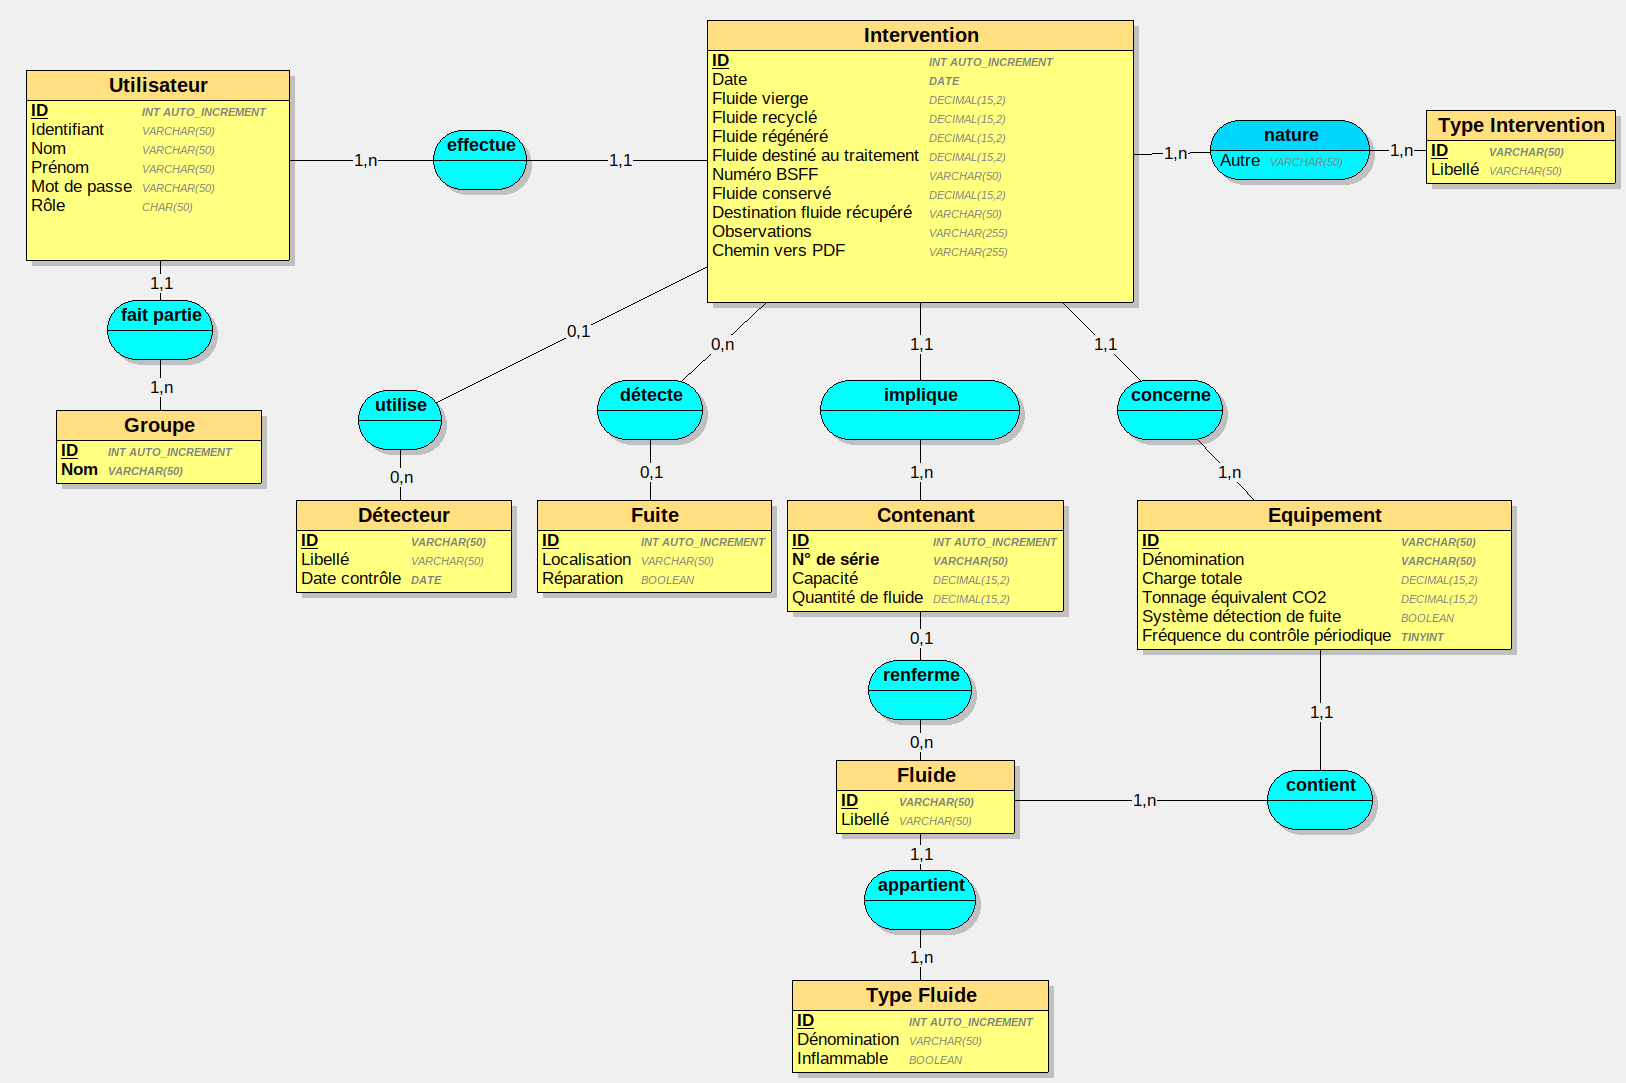 Utilisateur
ID INT AUTO_INCREMENT
Identifiant VARCHAR(50)
Nom VARCHAR(50)
Prénom VARCHAR(50)
Mot de passe VARCHAR(50)
Rôle CHAR(50)
1,n
effectue
1,1
Intervention
ID INT AUTO_INCREMENT
Date DATE
Fluide vierge DECIMAL(15,2)
Fluide recyclé DECIMAL(15,2)
Fluide régénéré DECIMAL(15,2)
Fluide destiné au traitement DECIMAL(15,2)
Numéro BSFF VARCHAR(50)
Fluide conservé DECIMAL(15,2)
Destination fluide récupéré VARCHAR(50)
Observations VARCHAR(255)
Chemin vers PDF VARCHAR(255)
1,n
nature
Autre VARCHAR(50)
1,n
Type Intervention
ID VARCHAR(50)
Libellé VARCHAR(50)
1,1
fait partie
1,n
Groupe
ID INT AUTO_INCREMENT
Nom VARCHAR(50)
0,1
utilise
0,n
Détecteur
ID VARCHAR(50)
Libellé VARCHAR(50)
Date contrôle DATE
0,n
détecte
0,1
Fuite
ID INT AUTO_INCREMENT
Localisation VARCHAR(50)
Réparation BOOLEAN
1,1
implique
1,n
Contenant
ID INT AUTO_INCREMENT
N° de série VARCHAR(50)
Capacité DECIMAL(15,2)
Quantité de fluide DECIMAL(15,2)
1,1
concerne
1,n
Equipement
ID VARCHAR(50)
Dénomination VARCHAR(50)
Charge totale DECIMAL(15,2)
Tonnage équivalent CO2 DECIMAL(15,2)
Système détection de fuite BOOLEAN
Fréquence du contrôle périodique TINYINT
0,1
renferme
0,n
Fluide
ID VARCHAR(50)
Libellé VARCHAR(50)
1,n
1,1
contient
1,1
appartient
1,n
Type Fluide
ID INT AUTO_INCREMENT
Dénomination VARCHAR(50)
Inflammable BOOLEAN